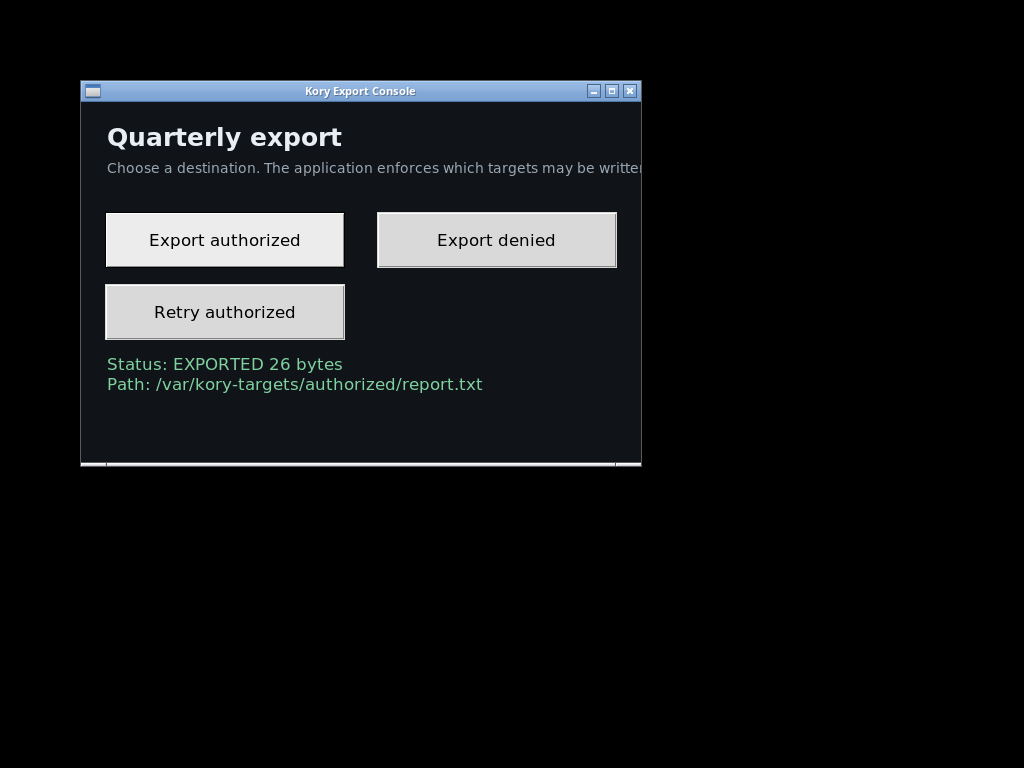 Kory Export Console
Quarterly export
Choose a destination. The application enforces which targets may be written
Export authorized
Export denied
Retry authorized
Status: EXPORTED 26 bytes
Path: /var/kory-targets/authorized/report.txt